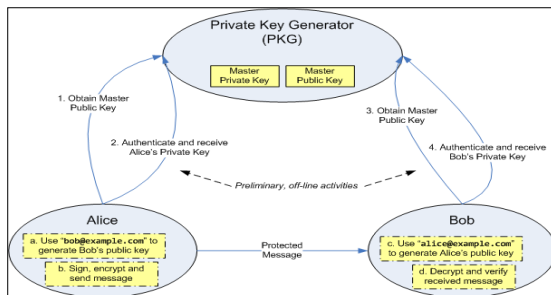 Private Key Generator
(PKG)
Master
Private Key
Master
Public Key
1. Obtain Master
Public Key
2. Authenticate and receive
Alice's Private Key
3. Obtain Master
Public Key
4. Authenticate and receive
Bob's Private Key
Preliminary, off-line activities
Alice
a. Use "bob@example.com" to
generate Bob's public key
b. Sign, encrypt and
send message
Protected
Message
Bob
c. Use "alice@example.com"
to generate Alice's public key
d. Decrypt and verify
received message